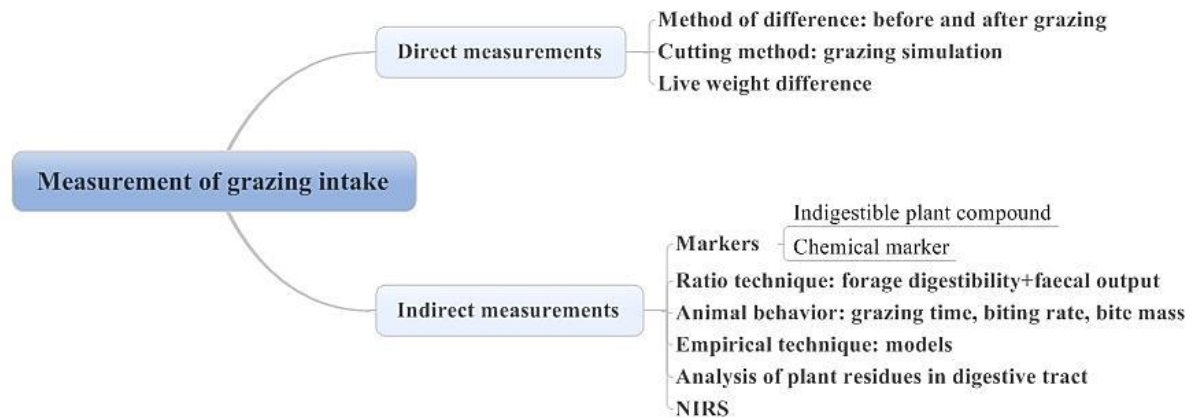 Method of difference: before and after grazing
Direct measurements
Cutting method: grazing simulation
Live weight difference
Measurement of grazing intake
Indigestible plant compound
Markers
Chemical marker
Ratio technique: forage digestibility+faecal output
Indirect measurements
Animal behavior: grazing time, biting rate, bite mass
Empirical technique: models
Analysis of plant residues in digestive tract
NIRS